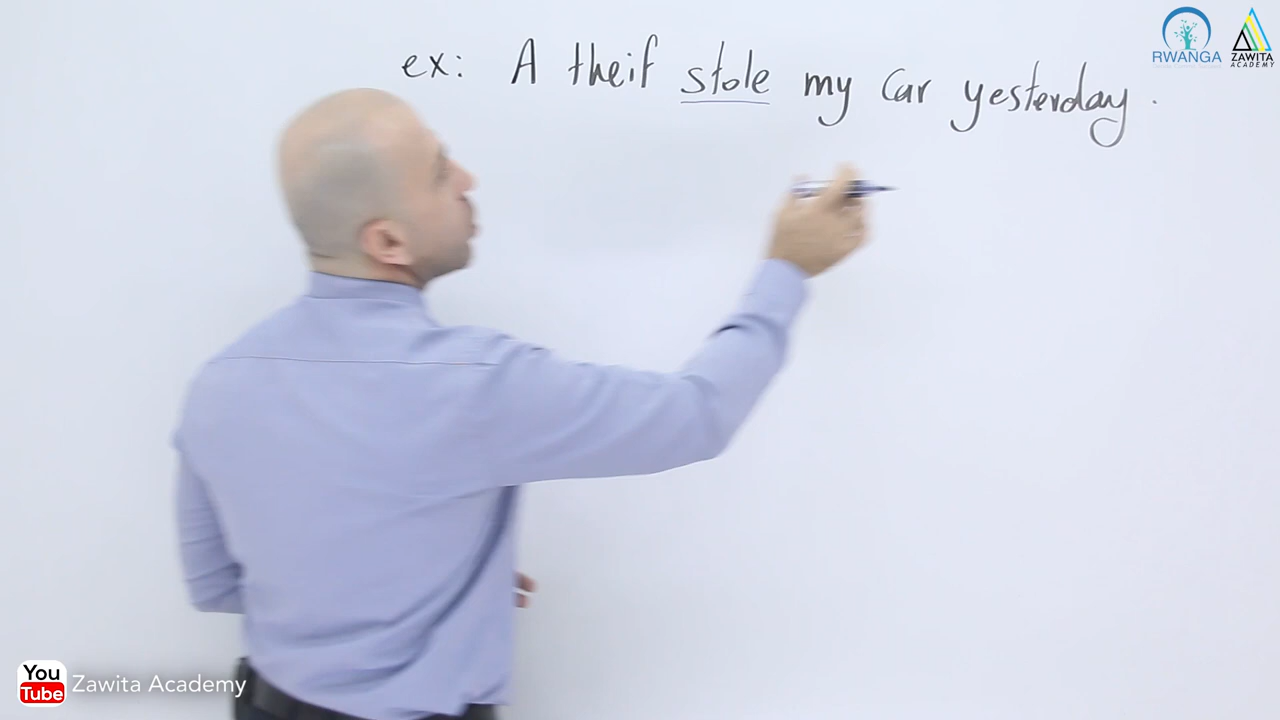 ex: A theif stole my car yesterday.
RWANGA
ZAWITA
ACADEMY
You
Tube
Zawita Academy